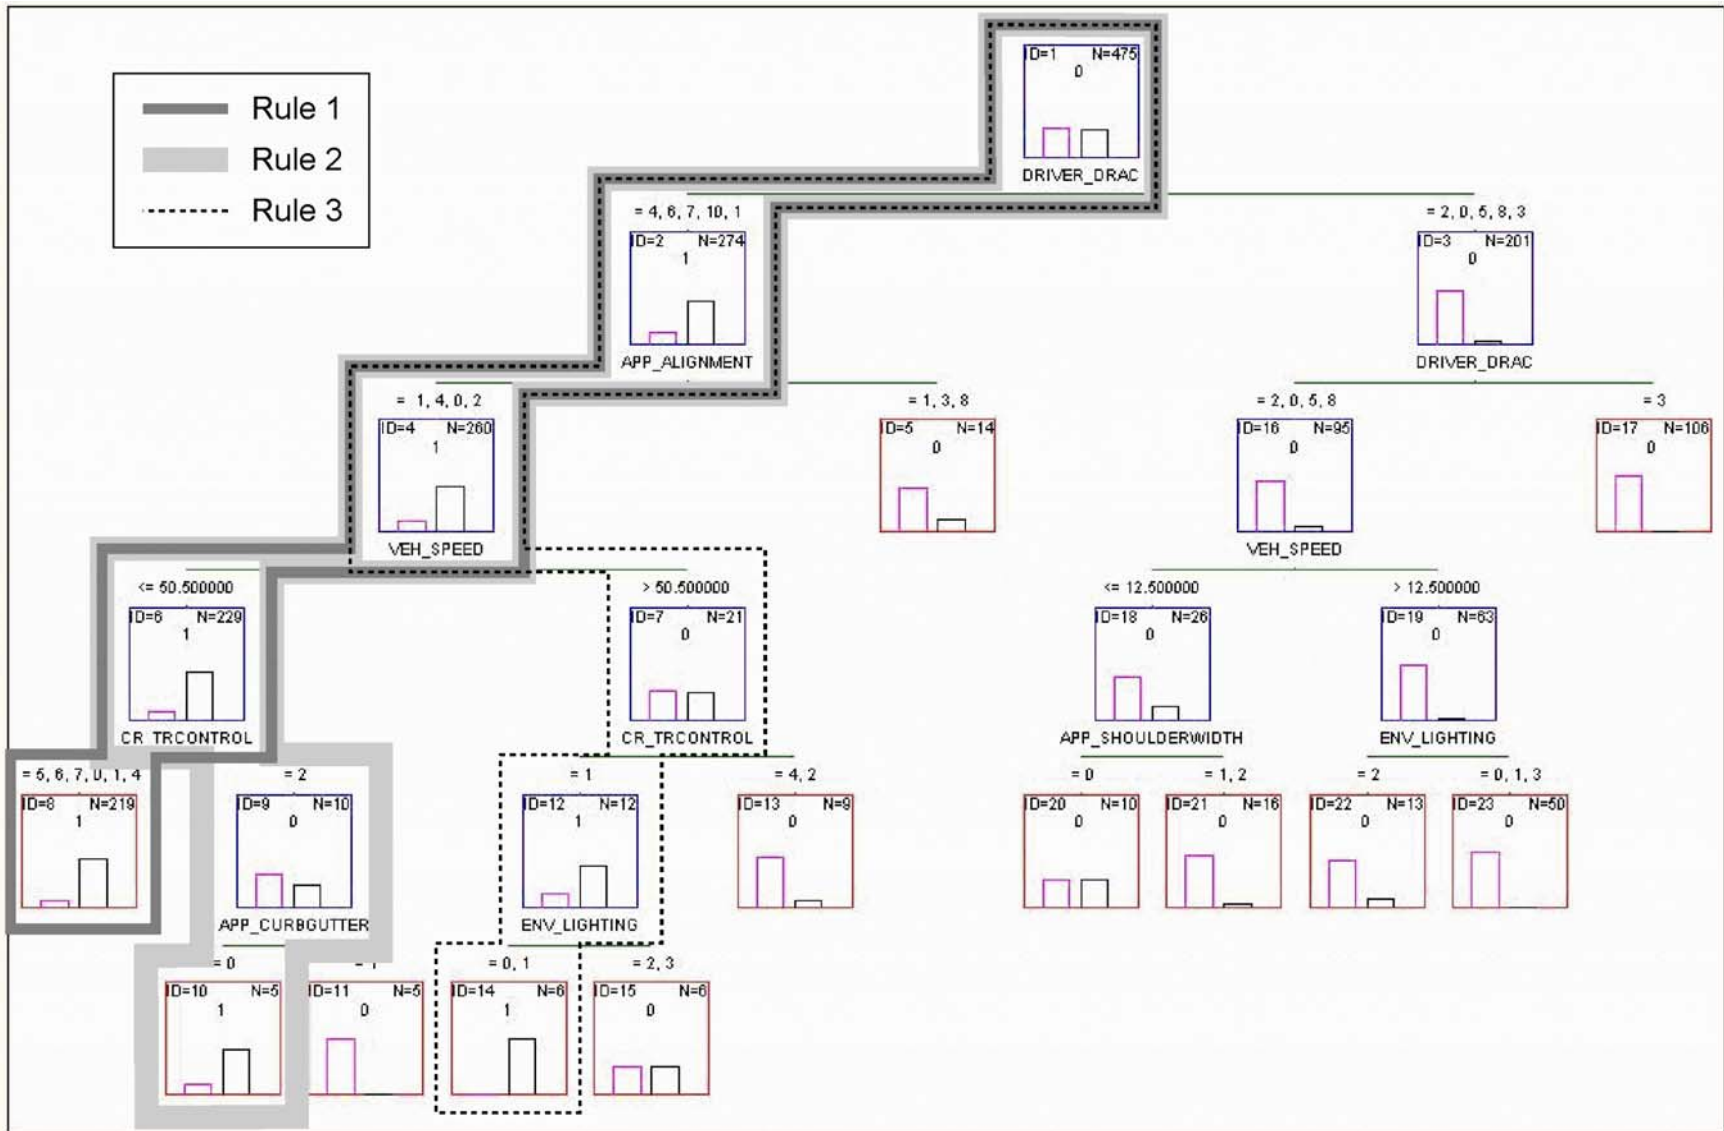 Rule 1
Rule 2
Rule 3
ID=1 N=475
0
DRIVER_DRAC
= 4, 6, 7, 10, 1
= 2, 0, 5, 8, 3
ID=2 N=274
1
APP_ALIGNMENT
ID=3 N=201
0
DRIVER_DRAC
= 1, 4, 0, 2
= 1, 3, 8
= 2, 0, 5, 8
= 3
ID=4 N=260
1
VEH_SPEED
ID=5 N=14
0
ID=16 N=95
0
VEH_SPEED
ID=17 N=106
0
<= 50.500000
> 50.500000
<= 12.500000
> 12.500000
ID=6 N=229
1
CR_TRCONTROL
ID=7 N=21
0
CR_TRCONTROL
ID=18 N=26
0
APP_SHOULDERWIDTH
ID=19 N=63
0
ENV_LIGHTING
= 5, 6, 7, 0, 1, 4
= 2
= 1
= 4, 2
= 0
= 1, 2
= 2
= 0, 1, 3
ID=8 N=219
1
ID=9 N=10
0
APP_CURBGUTTER
ID=12 N=12
1
ENV_LIGHTING
ID=13 N=9
0
ID=20 N=10
0
ID=21 N=16
0
ID=22 N=13
0
ID=23 N=50
0
= 0
= 0, 1
= 2, 3
ID=10 N=5
1
ID=11 N=5
0
ID=14 N=6
1
ID=15 N=6
0